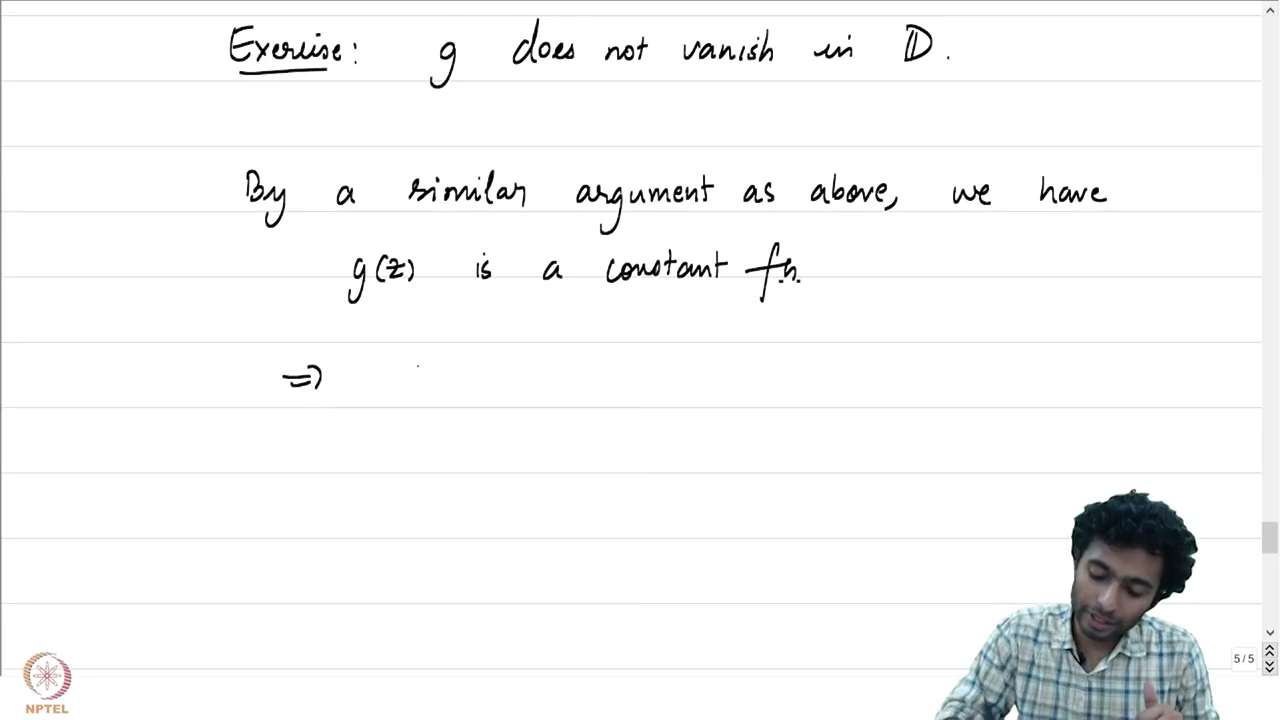 Exercise: g does not vanish in 𝔻.
By a similar argument as above, we have
g(z) is a constant fn.
⇒
5 / 5
NPTEL